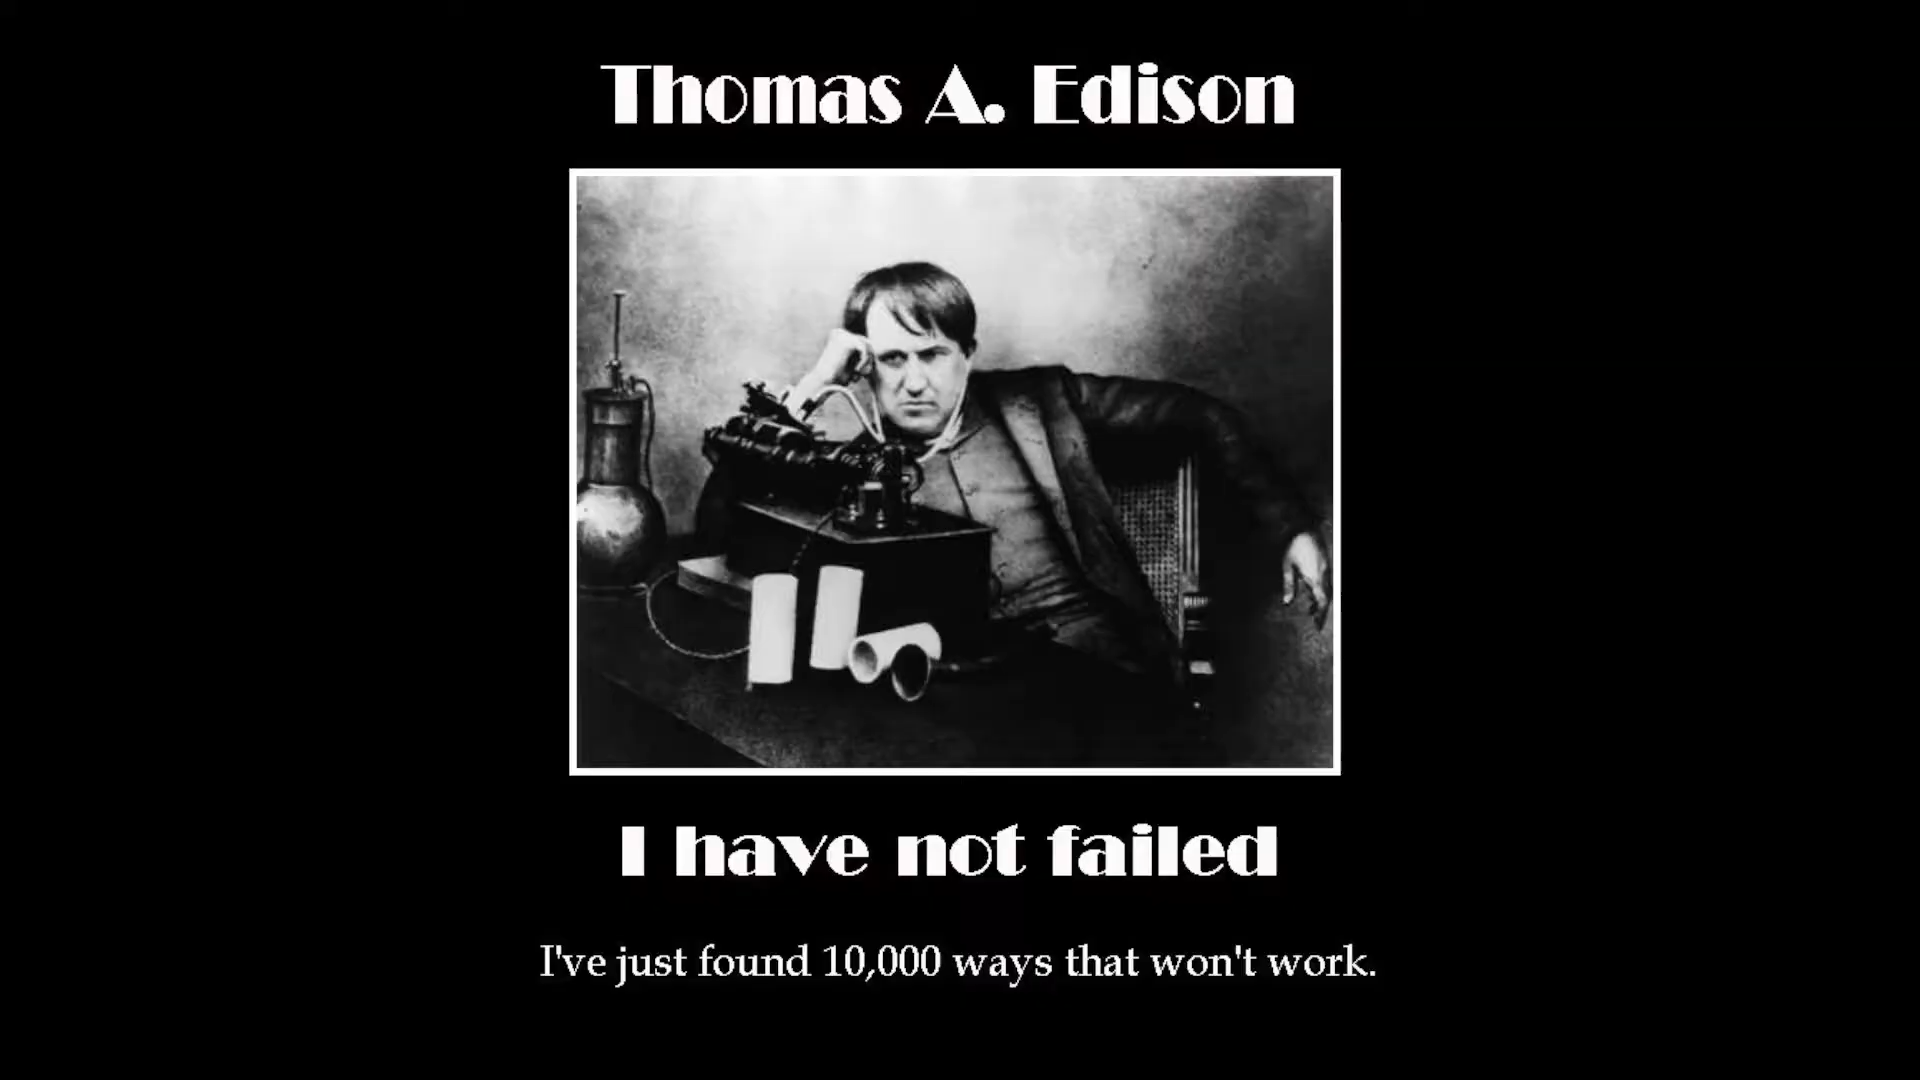 Thomas A. Edison
I have not failed
I've just found 10,000 ways that won't work.